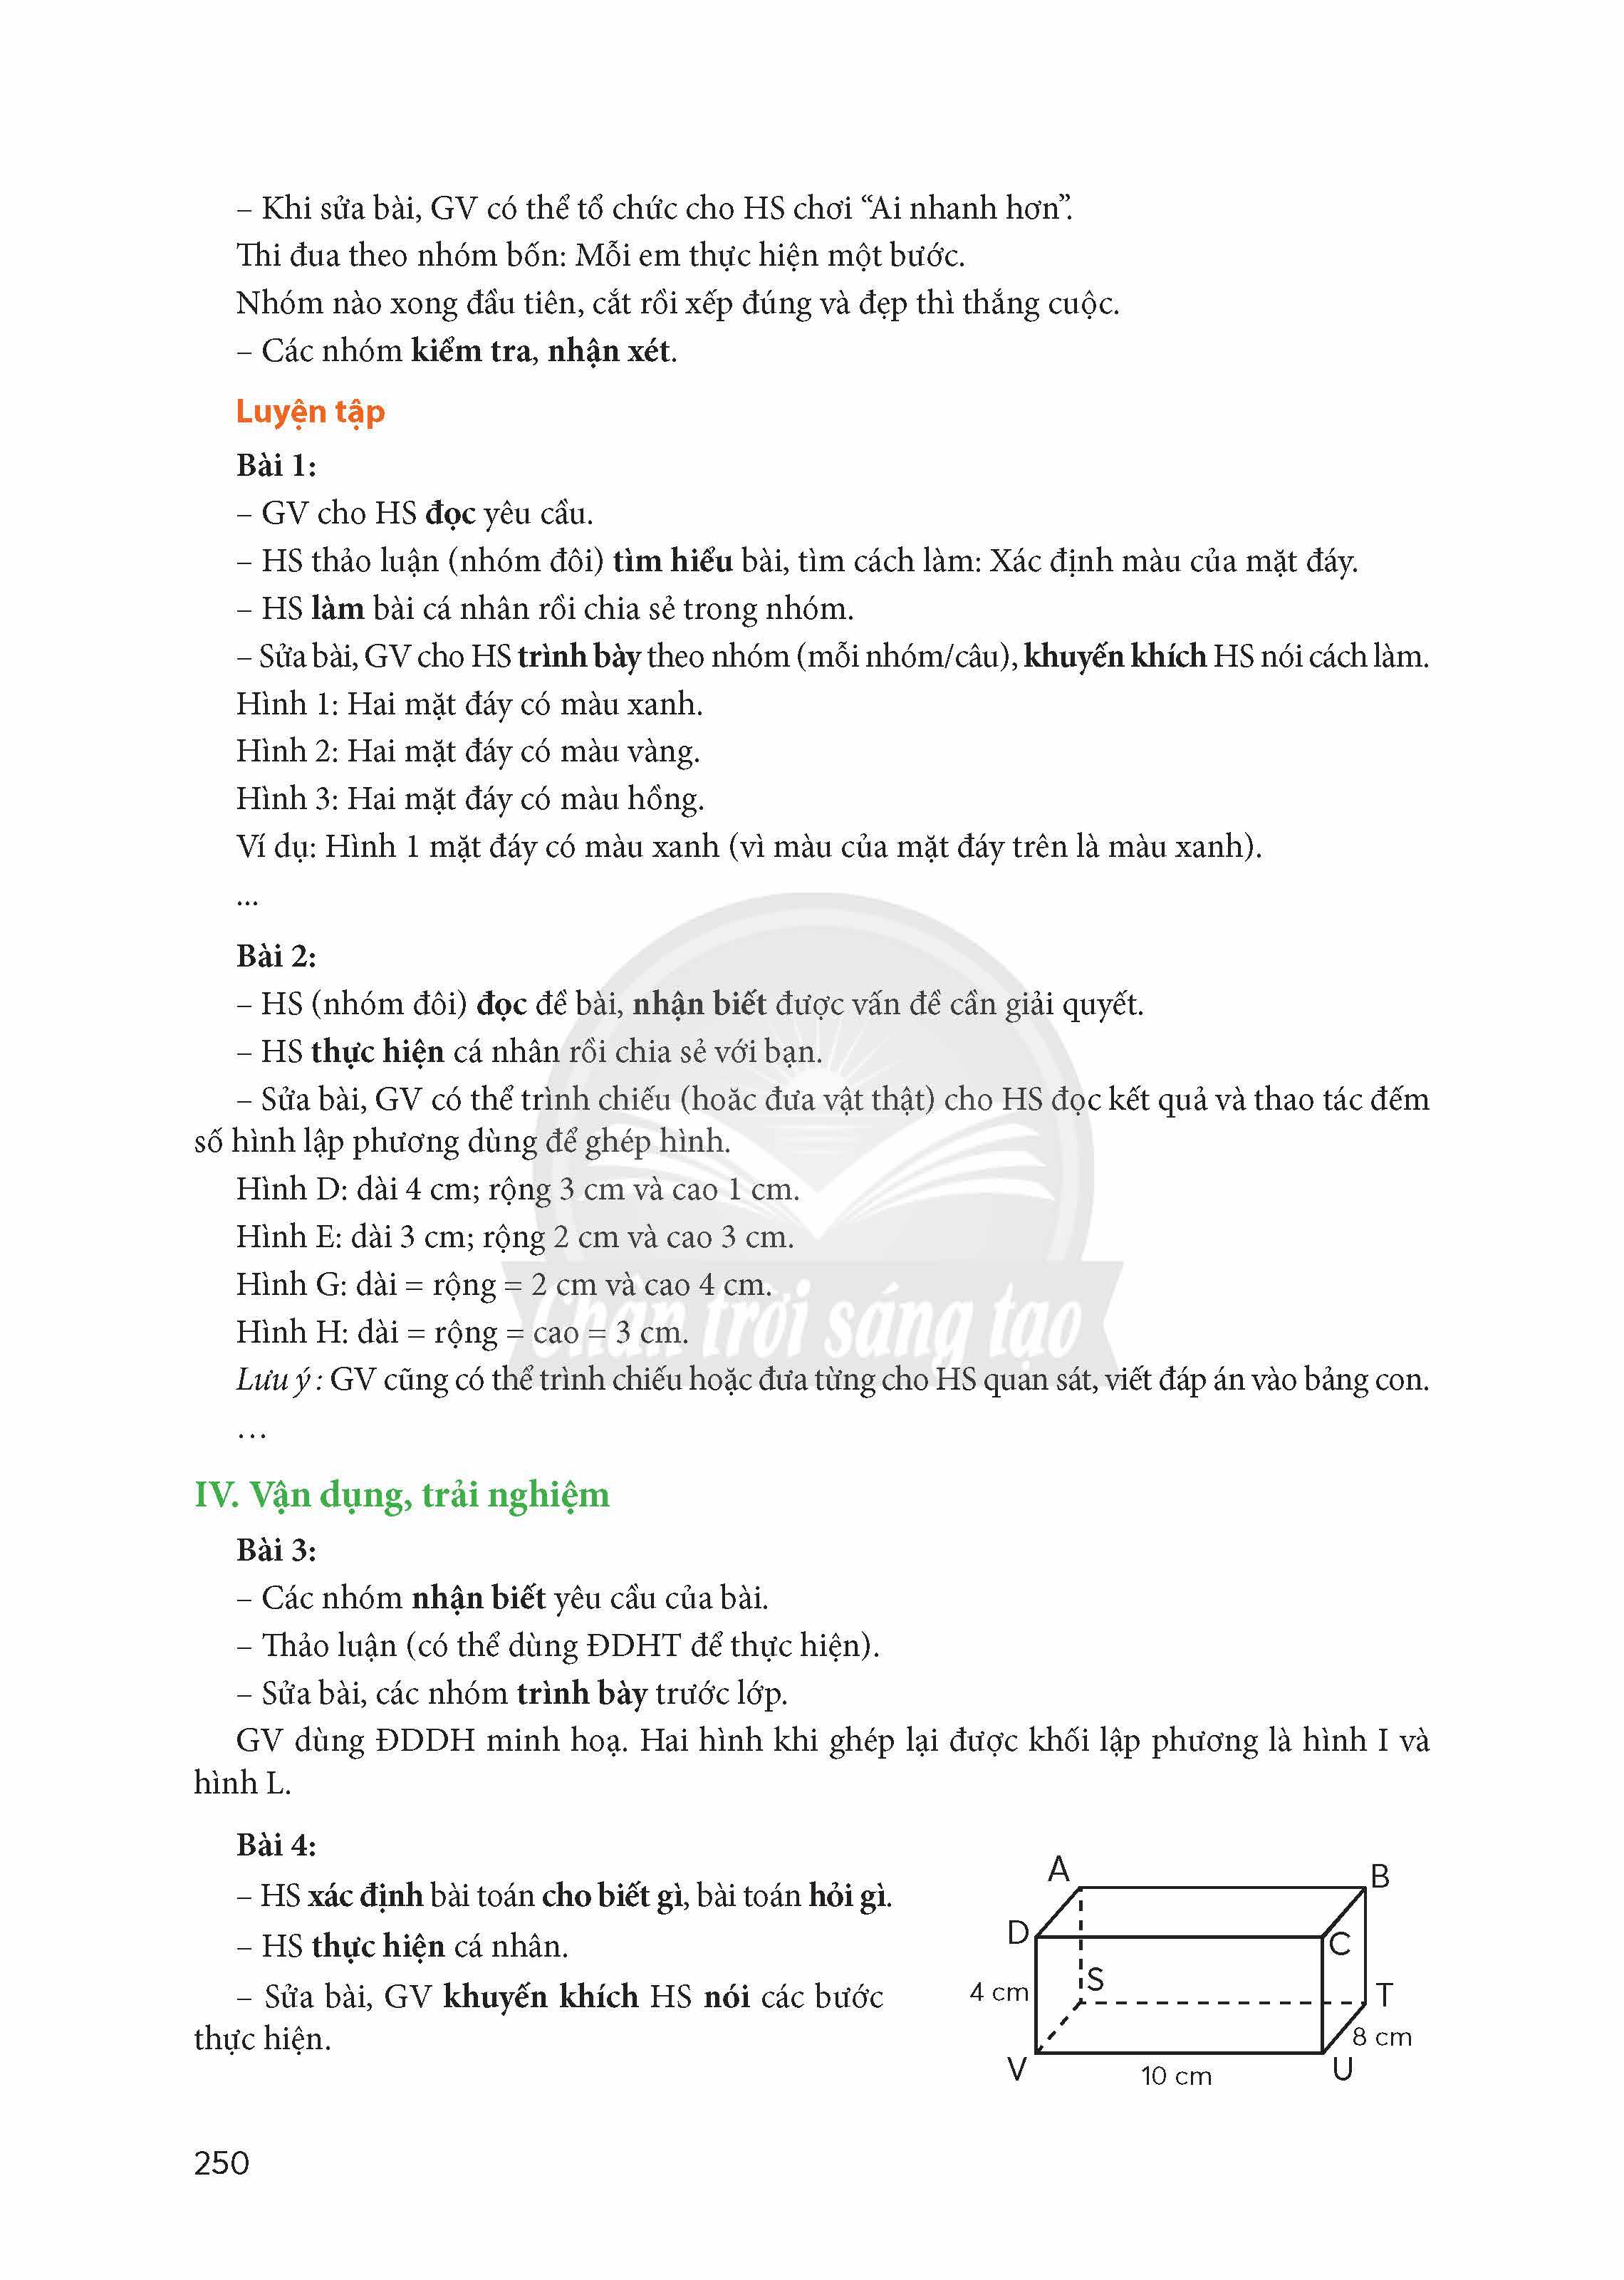 – Khi sửa bài, GV có thể tổ chức cho HS chơi “Ai nhanh hơn”.
Thi đua theo nhóm bốn: Mỗi em thực hiện một bước.
Nhóm nào xong đầu tiên, cắt rồi xếp đúng và đẹp thì thắng cuộc.
– Các nhóm kiểm tra, nhận xét.
Luyện tập
Bài 1:
– GV cho HS đọc yêu cầu.
– HS thảo luận (nhóm đôi) tìm hiểu bài, tìm cách làm: Xác định màu của mặt đáy.
– HS làm bài cá nhân rồi chia sẻ trong nhóm.
– Sửa bài, GV cho HS trình bày theo nhóm (mỗi nhóm/câu), khuyến khích HS nói cách làm.
Hình 1: Hai mặt đáy có màu xanh.
Hình 2: Hai mặt đáy có màu vàng.
Hình 3: Hai mặt đáy có màu hồng.
Ví dụ: Hình 1 mặt đáy có màu xanh (vì màu của mặt đáy trên là màu xanh).
...
Bài 2:
– HS (nhóm đôi) đọc đề bài, nhận biết được vấn đề cần giải quyết.
– HS thực hiện cá nhân rồi chia sẻ với bạn.
– Sửa bài, GV có thể trình chiếu (hoặc đưa vật thật) cho HS đọc kết quả và thao tác đếm
số hình lập phương dùng để ghép hình.
Hình D: dài 4 cm; rộng 3 cm và cao 1 cm.
Hình E: dài 3 cm; rộng 2 cm và cao 3 cm.
Hình G: dài = rộng = 2 cm và cao 4 cm.
Hình H: dài = rộng = cao = 3 cm.
Chân trời sáng tạo
Lưu ý : GV cũng có thể trình chiếu hoặc đưa từng cho HS quan sát, viết đáp án vào bảng con.
…
IV. Vận dụng, trải nghiệm
Bài 3:
– Các nhóm nhận biết yêu cầu của bài.
– Thảo luận (có thể dùng ĐDHT để thực hiện).
– Sửa bài, các nhóm trình bày trước lớp.
GV dùng ĐDDH minh hoạ. Hai hình khi ghép lại được khối lập phương là hình I và
hình L.
Bài 4:
– HS xác định bài toán cho biết gì, bài toán hỏi gì.
– HS thực hiện cá nhân.
– Sửa bài, GV khuyến khích HS nói các bước
thực hiện.
A
B
D
C
S
4 cm
T
8 cm
V
10 cm
U
250